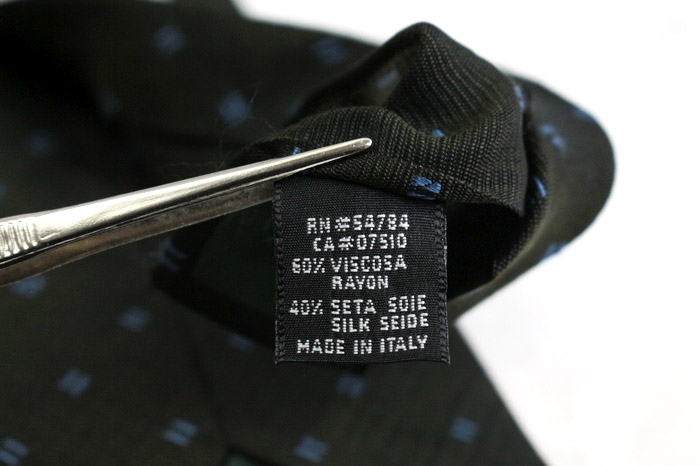 RN#54784
CA#07510
60% VISCOSA
RAYON
40% SETA SOIE
SILK SEIDE
MADE IN ITALY